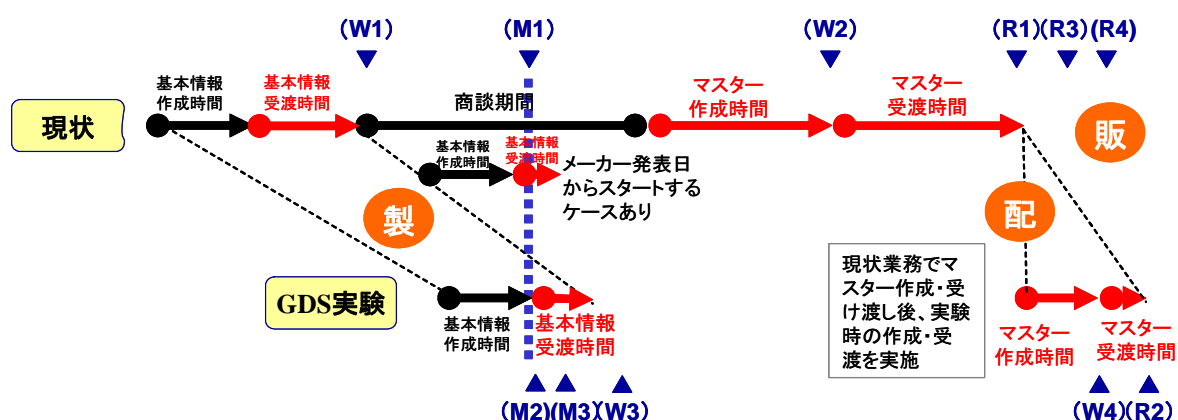 (W1)
(M1)
(W2)
(R1)(R3)(R4)
基本情報
作成時間
基本情報
受渡時間
商談期間
マスター
作成時間
マスター
受渡時間
現状
販
基本情報
作成時間
基本情報
受渡時間
メーカー発表日
からスタートする
ケースあり
製
配
現状業務でマ
スター作成・受
け渡し後、実験
時の作成・受
渡を実施
GDS実験
基本情報
作成時間
基本情報
受渡時間
マスター
作成時間
マスター
受渡時間
(M2)(M3)(W3)
(W4)(R2)